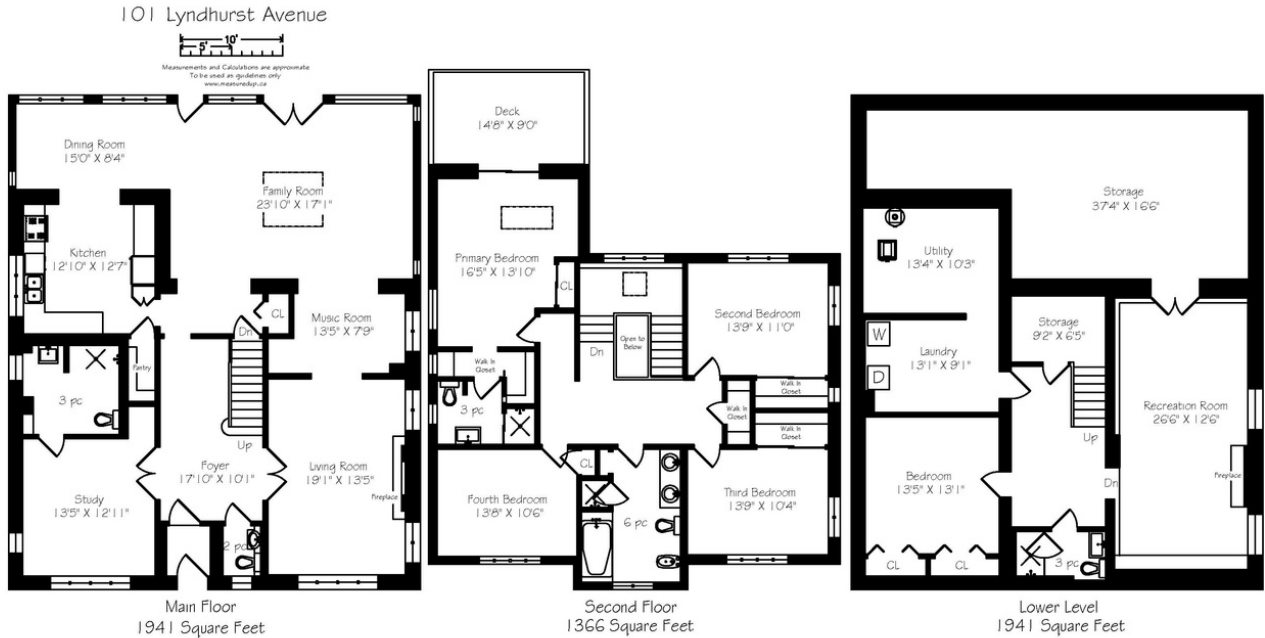 101 Lyndhurst Avenue
10'
5'
Measurements and Calculations are approximate
To be used as guidelines only
www.measuredup.ca
Dining Room
15'0" X 8'4"
Family Room
23'10" X 17'1"
Kitchen
12'10" X 12'7"
CL
Dn
Music Room
13'5" X 7'9"
Pastry
3 pc
Up
Foyer
17'10" X 10'1"
Living Room
19'1" X 13'5"
Fireplace
Study
13'5" X 12'11"
2 pc
Main Floor
1941 Square Feet
Deck
14'8" X 9'0"
Primary Bedroom
16'5" X 13'10"
CL
Second Bedroom
13'9" X 11'0"
Open to
Below
Dn
Walk In
Closet
3 pc
Walk In
Closet
Walk In
Closet
Walk In
Closet
CL
Fourth Bedroom
13'8" X 10'6"
6 pc
Third Bedroom
13'9" X 10'4"
Second Floor
1366 Square Feet
Storage
37'4" X 16'6"
Utility
13'4" X 10'3"
Storage
9'2" X 6'5"
W
Laundry
13'1" X 9'1"
D
Recreation Room
26'6" X 12'6"
Up
Bedroom
13'5" X 13'1"
Fireplace
Dn
CL
CL
3 pc
Lower Level
1941 Square Feet